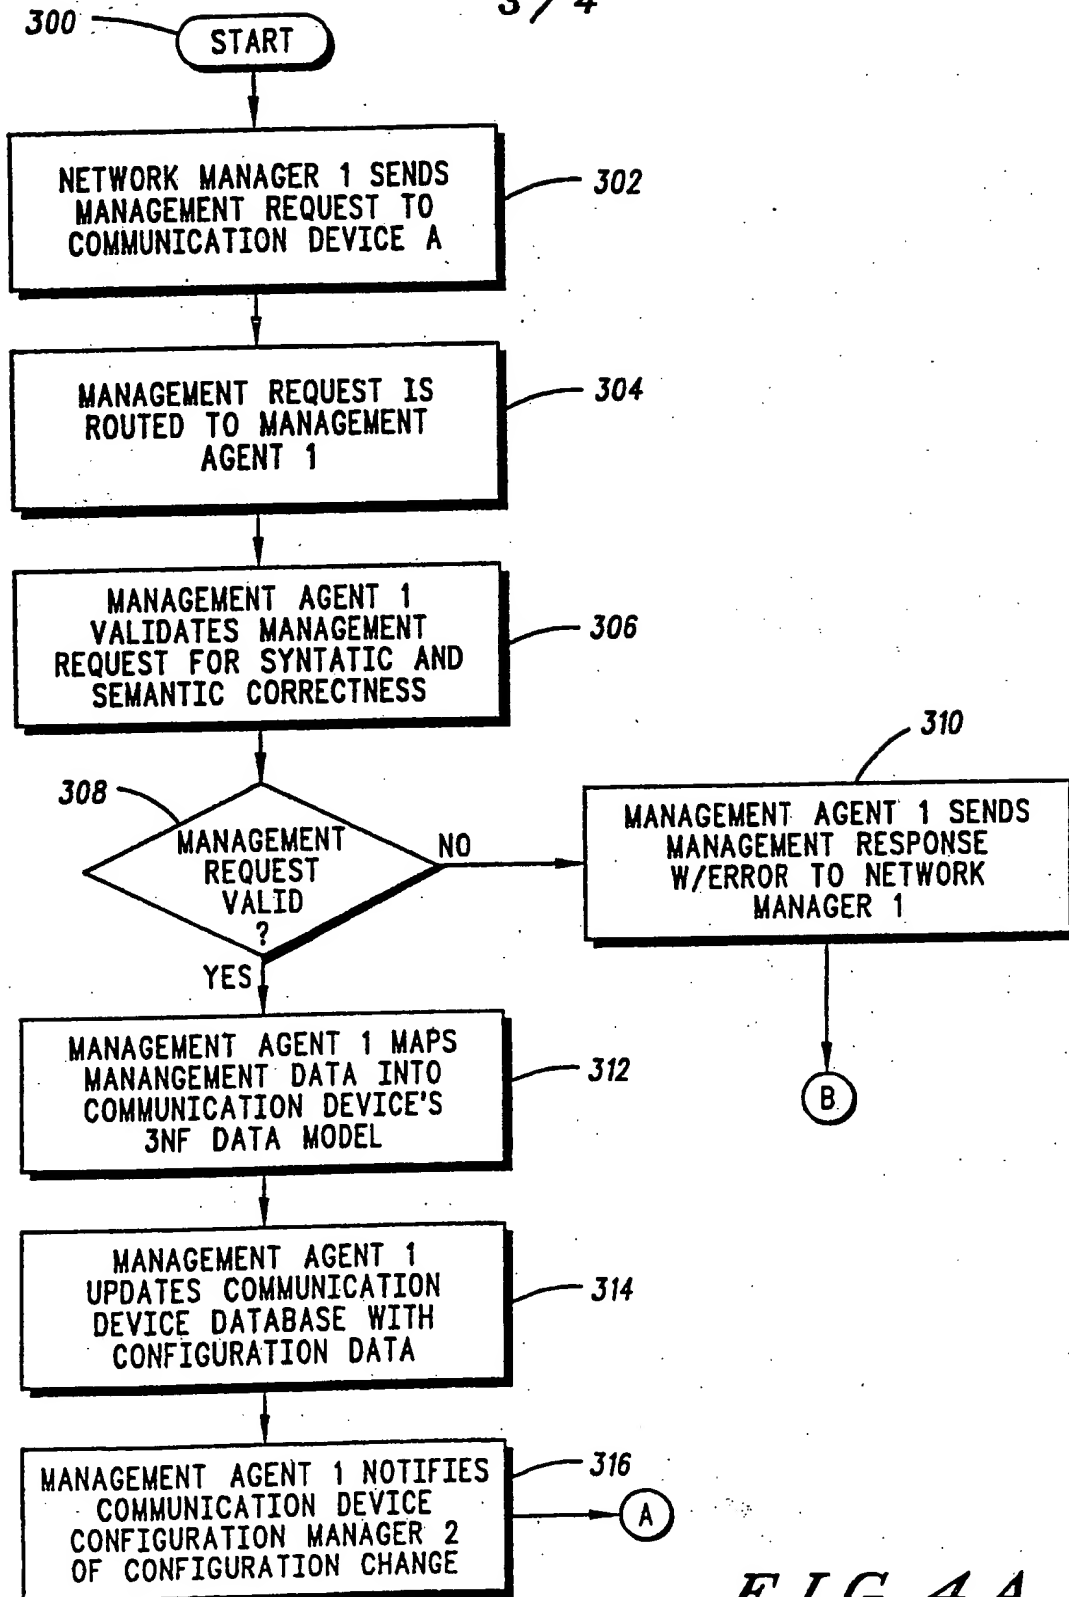 3/4
300
START
NETWORK MANAGER 1 SENDS
MANAGEMENT REQUEST TO
COMMUNICATION DEVICE A
302
MANAGEMENT REQUEST IS
ROUTED TO MANAGEMENT
AGENT 1
304
MANAGEMENT AGENT 1
VALIDATES MANAGEMENT
REQUEST FOR SYNTATIC AND
SEMANTIC CORRECTNESS
306
308
MANAGEMENT
REQUEST
VALID
?
NO
YES
310
MANAGEMENT AGENT 1 SENDS
MANAGEMENT RESPONSE
W/ERROR TO NETWORK
MANAGER 1
B
MANAGEMENT AGENT 1 MAPS
MANANGEMENT DATA INTO
COMMUNICATION DEVICE'S
3NF DATA MODEL
312
MANAGEMENT AGENT 1
UPDATES COMMUNICATION
DEVICE DATABASE WITH
CONFIGURATION DATA
314
MANAGEMENT AGENT 1 NOTIFIES
COMMUNICATION DEVICE
CONFIGURATION MANAGER 2
OF CONFIGURATION CHANGE
316
A
FIG. 4A